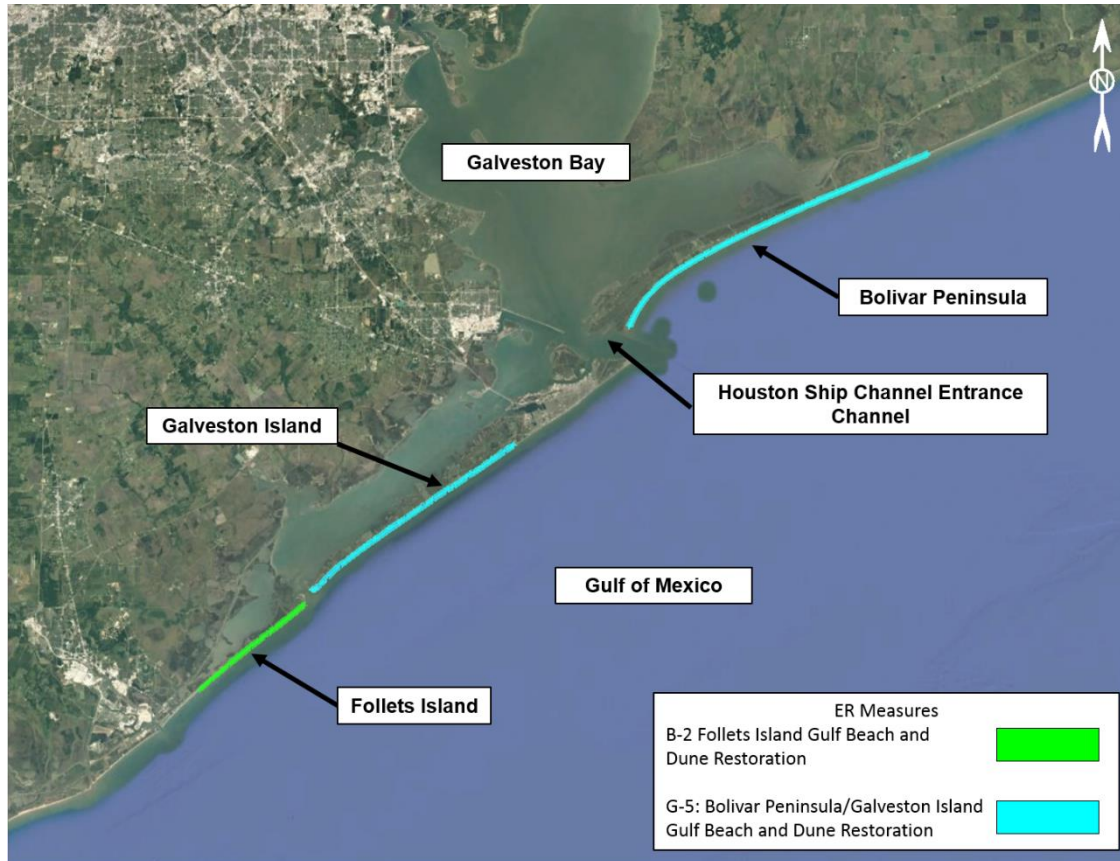 N
Galveston Bay
Bolivar Peninsula
Houston Ship Channel Entrance
Channel
Galveston Island
Gulf of Mexico
Follets Island
ER Measures
B-2 Follets Island Gulf Beach and
Dune Restoration
G-5: Bolivar Peninsula/Galveston Island
Gulf Beach and Dune Restoration